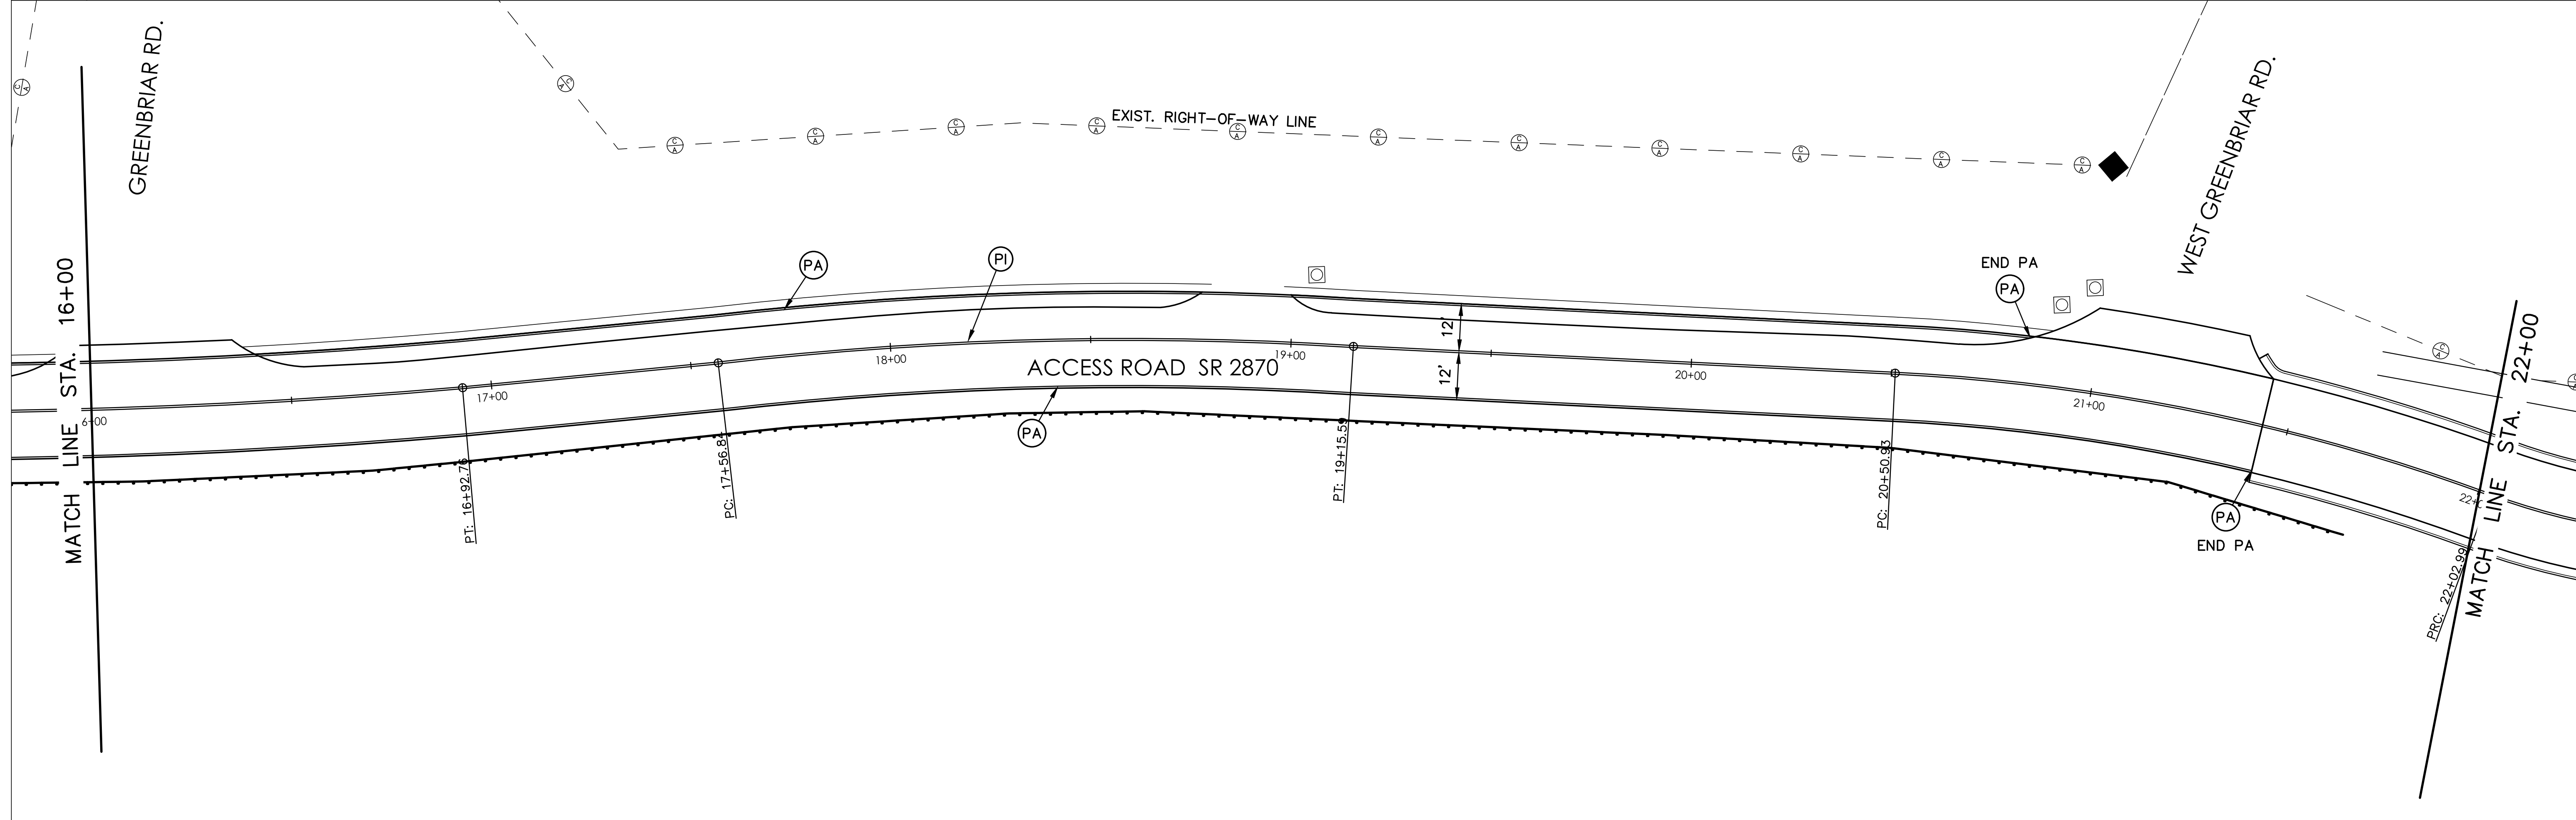 GREENBRIAR RD.
EXIST. RIGHT-OF-WAY LINE
WEST GREENBRIAR RD.
C
A
C
A
C
A
C
A
C
A
C
A
C
A
C
A
C
A
C
A
C
A
C
A
C
A
C
A
MATCH LINE STA. 16+00
PA
PI
END PA
PA
12'
12'
ACCESS ROAD SR 2870
6+00
17+00
18+00
19+00
20+00
21+00
PA
PT: 16+92.76
PC: 17+56.84
PT: 19+15.59
PC: 20+50.93
PA
END PA
PRC: 22+02.99
MATCH LINE STA. 22+00